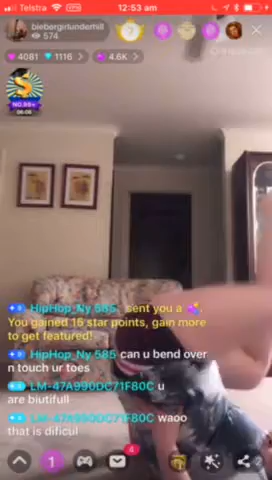 Telstra 12:53 am
biebergirlunderhill
574
4081 1116 4.6K
NO.99+
HipHop_Ny 585 sent you a
You gained 16 star points, gain more
to get featured!
HipHop_Ny 585 can u bend over
n touch ur toes
LM-47A990DC71F80C u
are biutifull
LM-47A990DC71F80C waoo
that is dificul
4
1